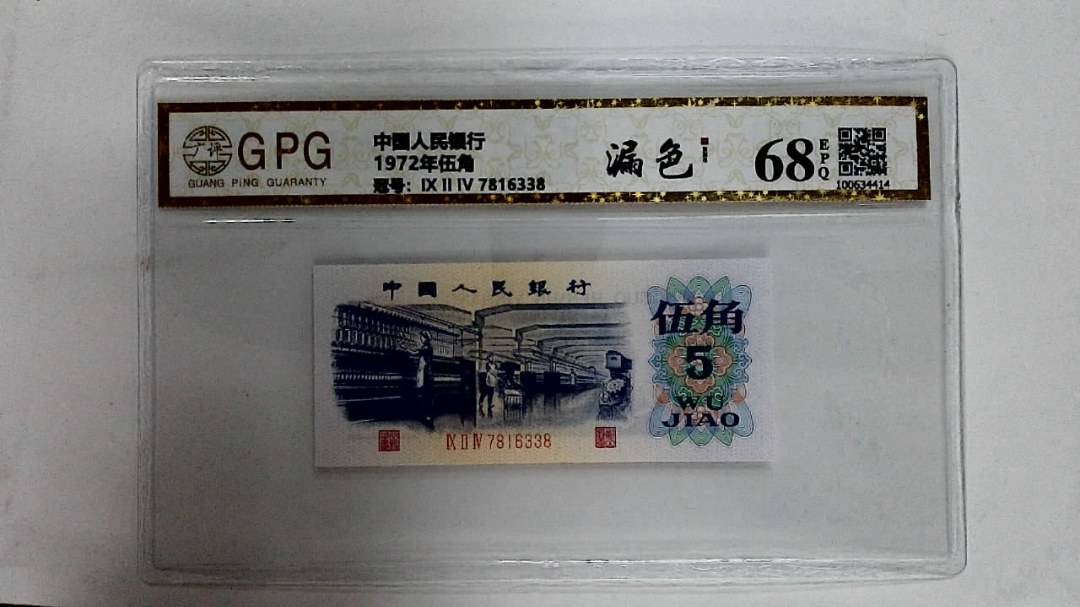 广评
GPG
GUANG PING GUARANTY
中国人民银行
1972年伍角
冠号：IX II IV 7816338
漏色
68
EPQ
100634414
中國人民銀行
伍角
5
WU
JIAO
IX II IV 7816338